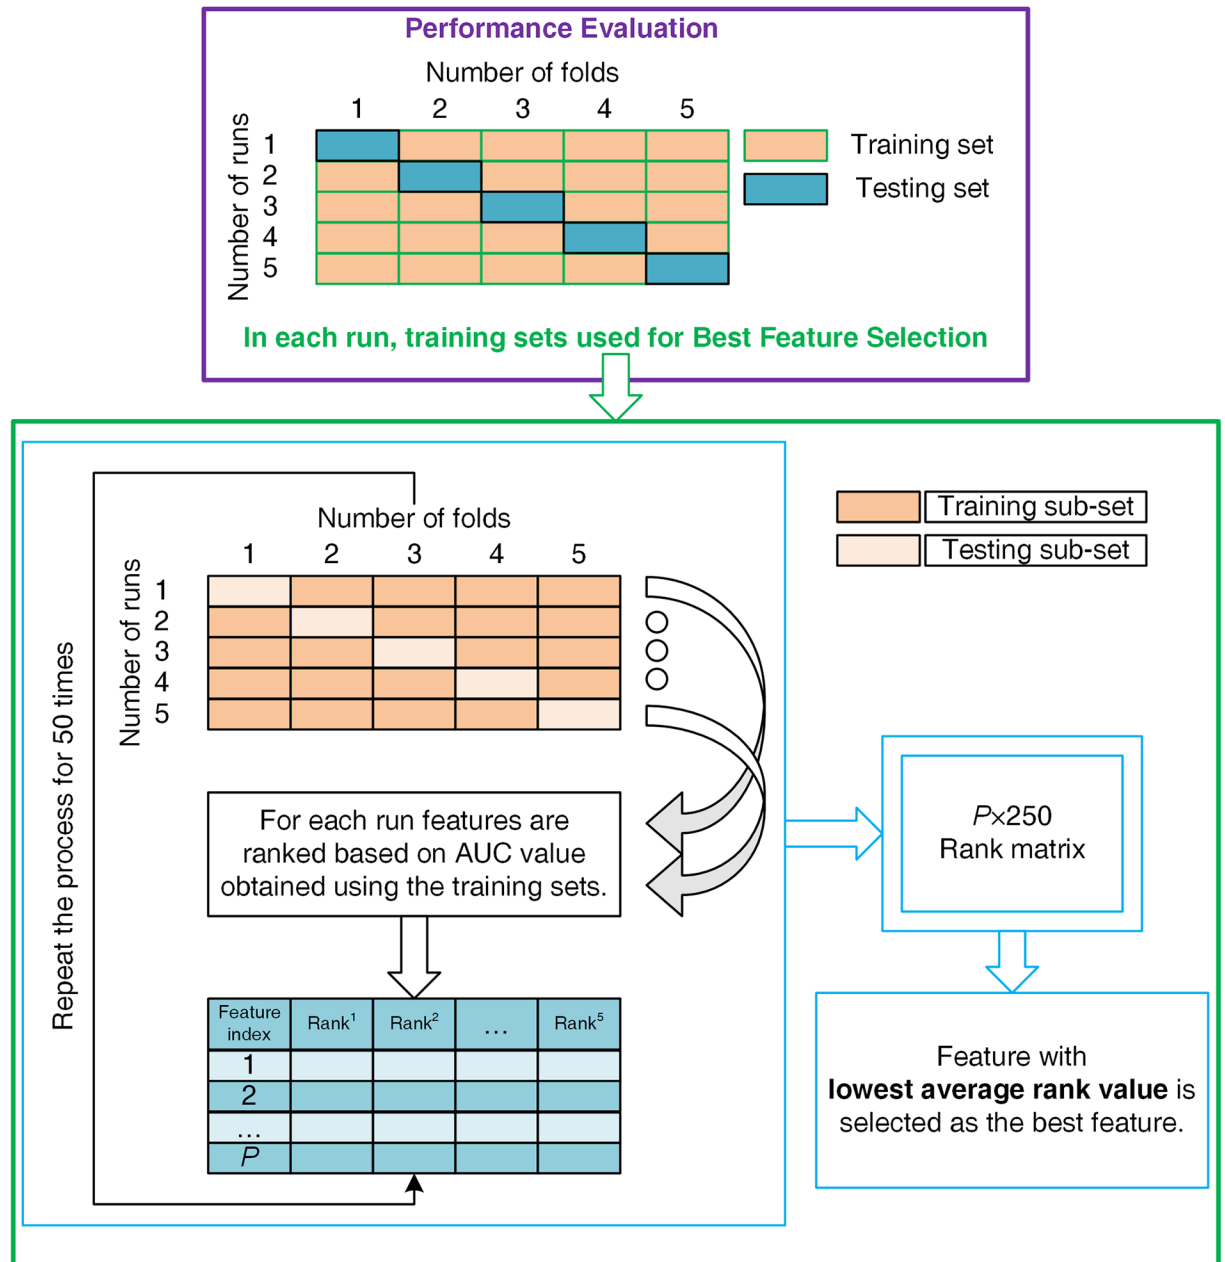 Performance Evaluation
Number of folds
1 2 3 4 5
Number of runs
1
2
3
4
5
Training set
Testing set
In each run, training sets used for Best Feature Selection
Repeat the process for 50 times
Number of folds
1 2 3 4 5
Number of runs
1
2
3
4
5
Training sub-set
Testing sub-set
For each run features are
ranked based on AUC value
obtained using the training sets.
Feature
index
Rank¹ Rank² ... Rank⁵
1
2
...
P
P×250
Rank matrix
Feature with
lowest average rank value is
selected as the best feature.